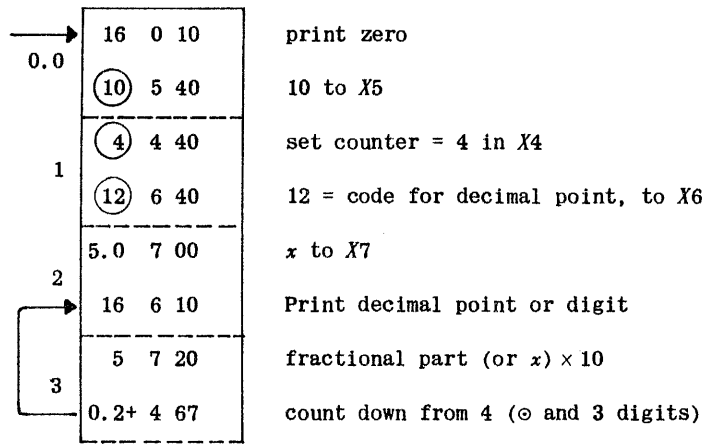 16 0 10 print zero
0.0
10 5 40 10 to X5
4 4 40 set counter = 4 in X4
1
12 6 40 12 = code for decimal point, to X6
5.0 7 00 x to X7
2
16 6 10 Print decimal point or digit
5 7 20 fractional part (or x) × 10
3
0.2+ 4 67 count down from 4 (⊙ and 3 digits)